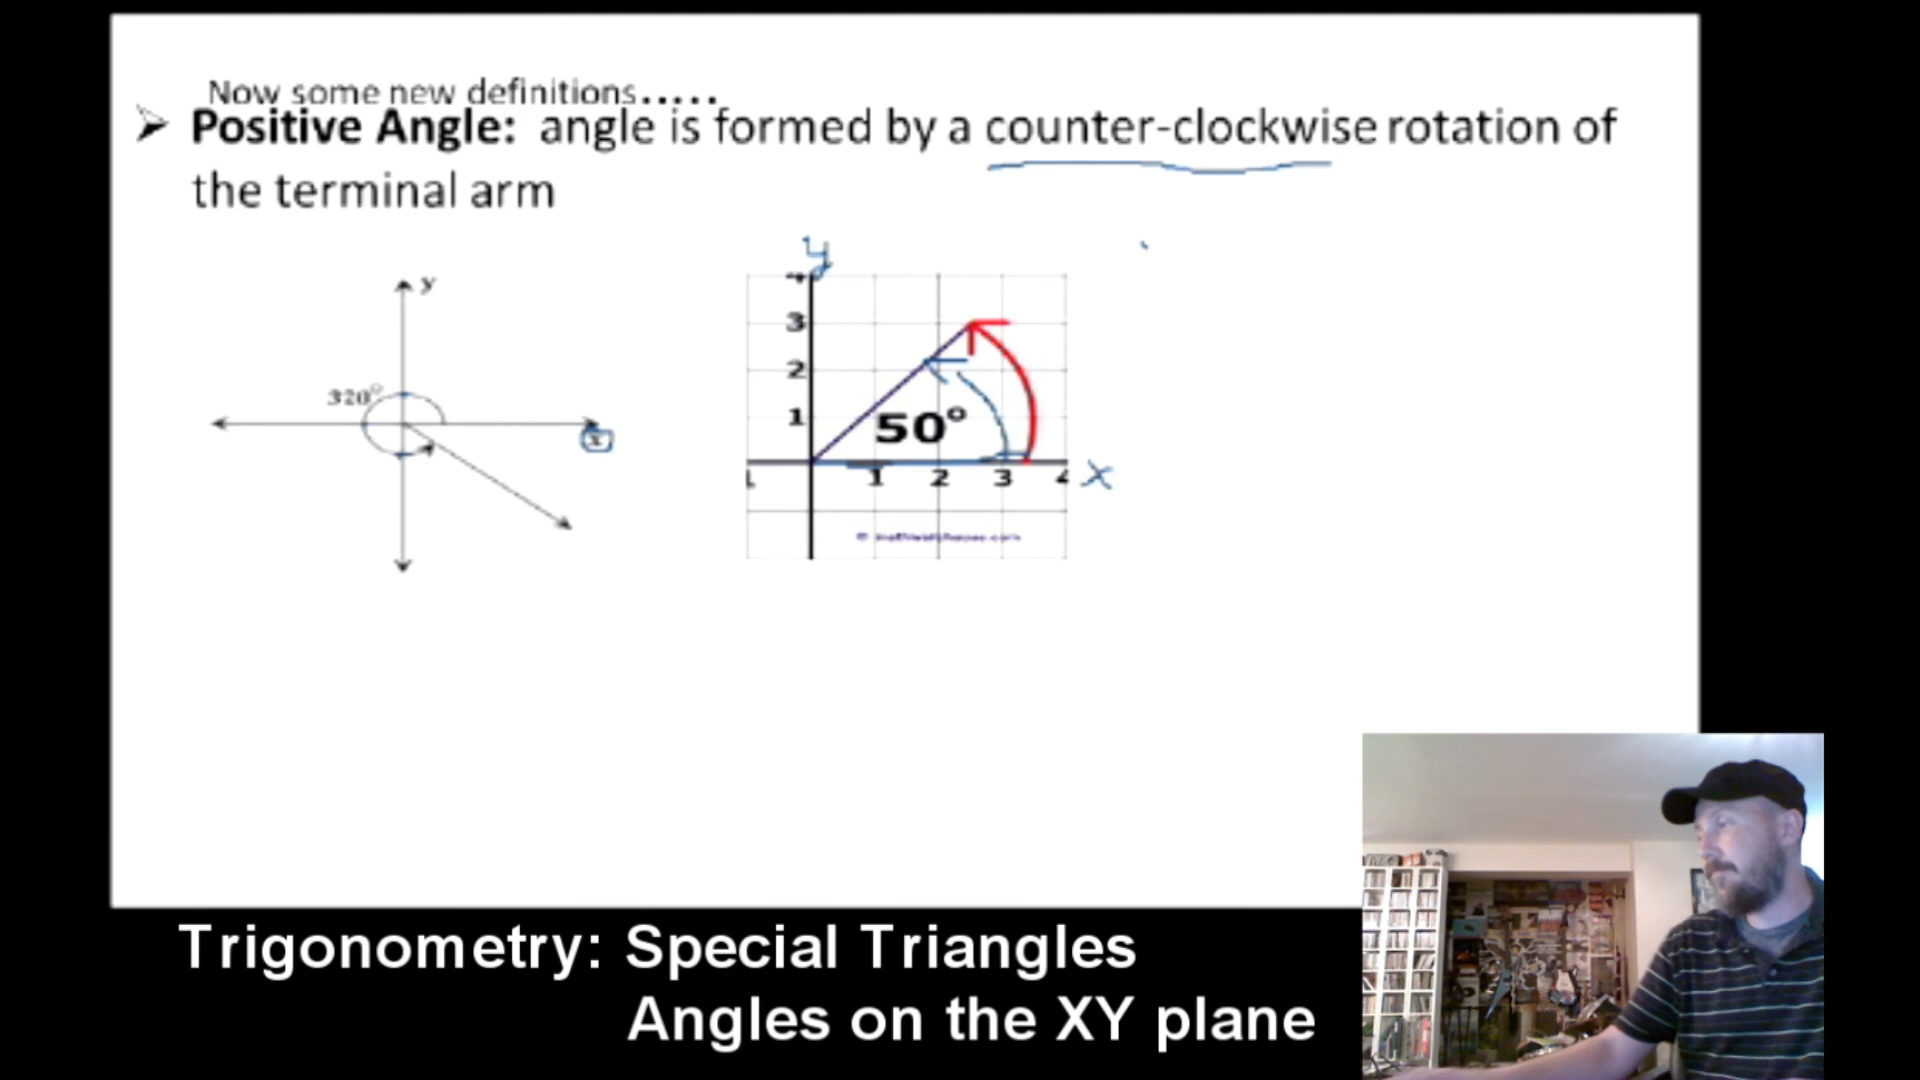 Now some new definitions.....
➢ Positive Angle: angle is formed by a counter-clockwise rotation of
the terminal arm
y
320°
x
y
4
3
2
1
50°
1 2 3 4 x
Trigonometry: Special Triangles
Angles on the XY plane